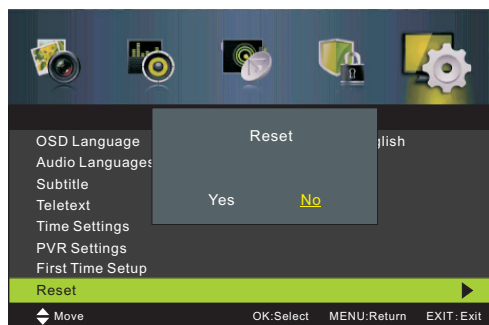 Reset
Yes No
OSD Language glish
Audio Languages
Subtitle
Teletext
Time Settings
PVR Settings
First Time Setup
Reset
Move OK:Select MENU:Return EXIT:Exit